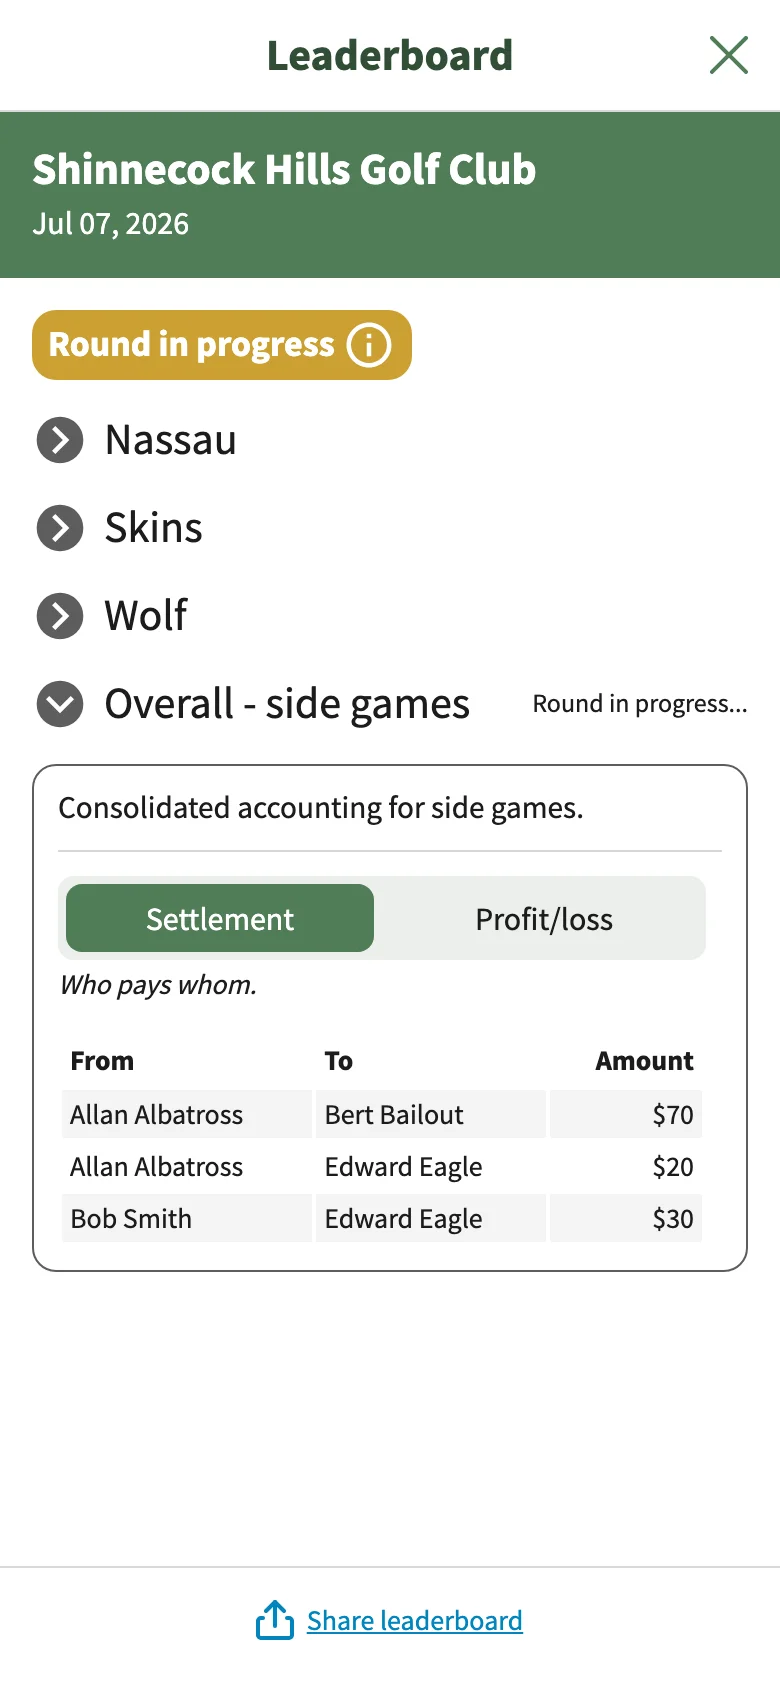 Leaderboard
Shinnecock Hills Golf Club
Jul 07, 2026
Round in progress
Nassau
Skins
Wolf
Overall - side games Round in progress...
Consolidated accounting for side games.
Settlement Profit/loss
Who pays whom.
From To Amount
Allan Albatross Bert Bailout $70
Allan Albatross Edward Eagle $20
Bob Smith Edward Eagle $30
Share leaderboard